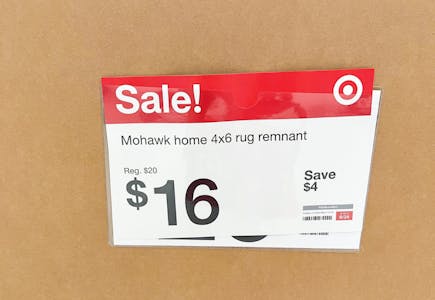 Sale!
Mohawk home 4x6 rug remnant
Reg. $20
$16
Save
$4